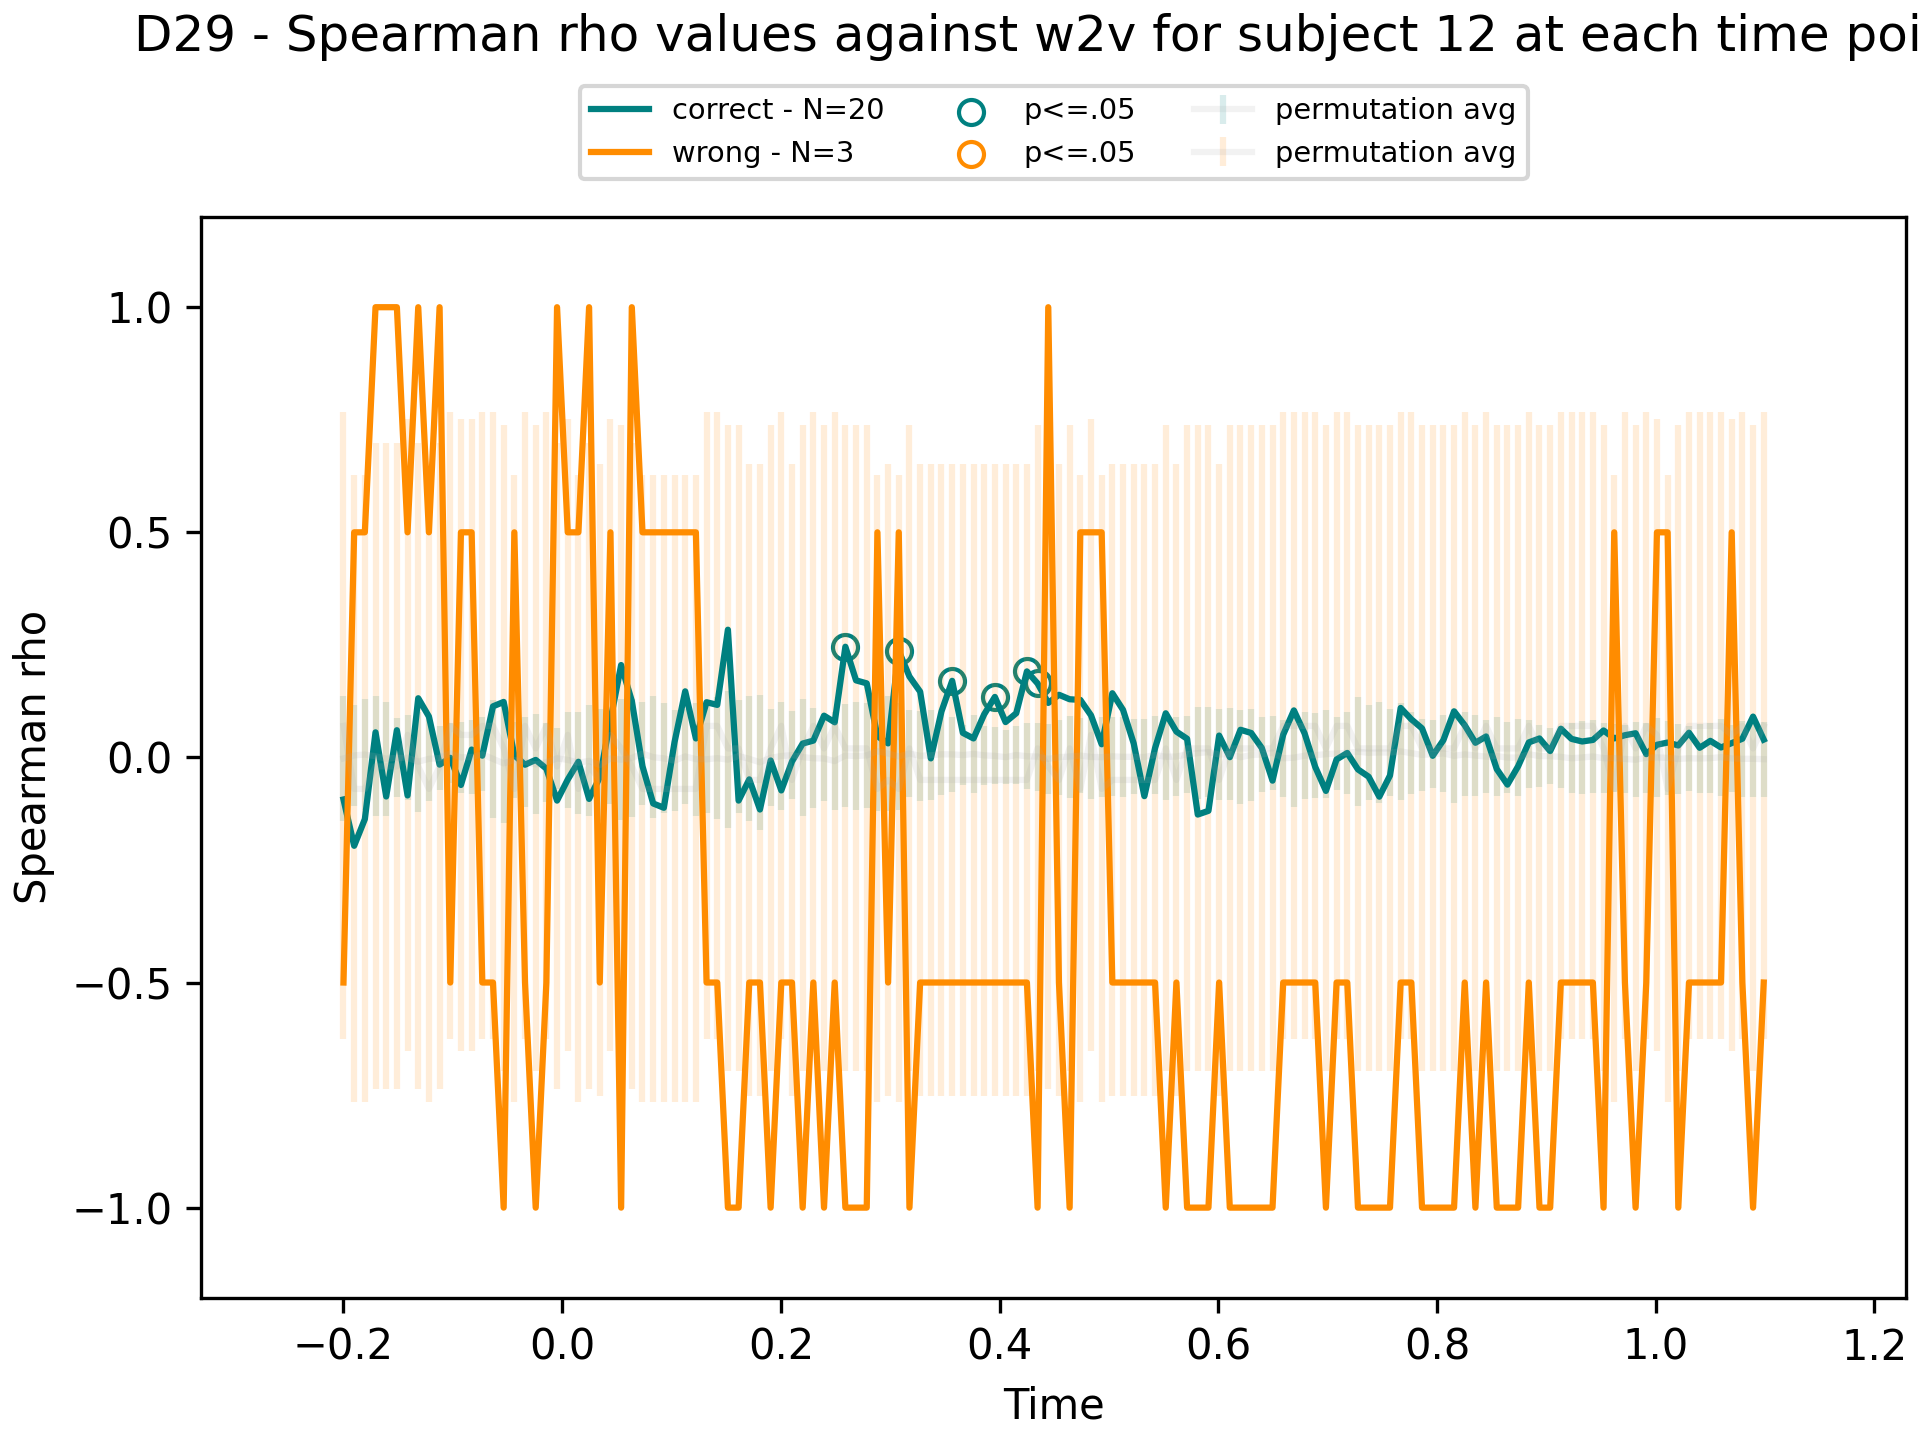 D29 - Spearman rho values against w2v for subject 12 at each time poi
correct - N=20 p<=.05 permutation avg
wrong - N=3 p<=.05 permutation avg
1.0
0.5
0.0
−0.5
−1.0
Spearman rho
−0.2 0.0 0.2 0.4 0.6 0.8 1.0 1.2
Time